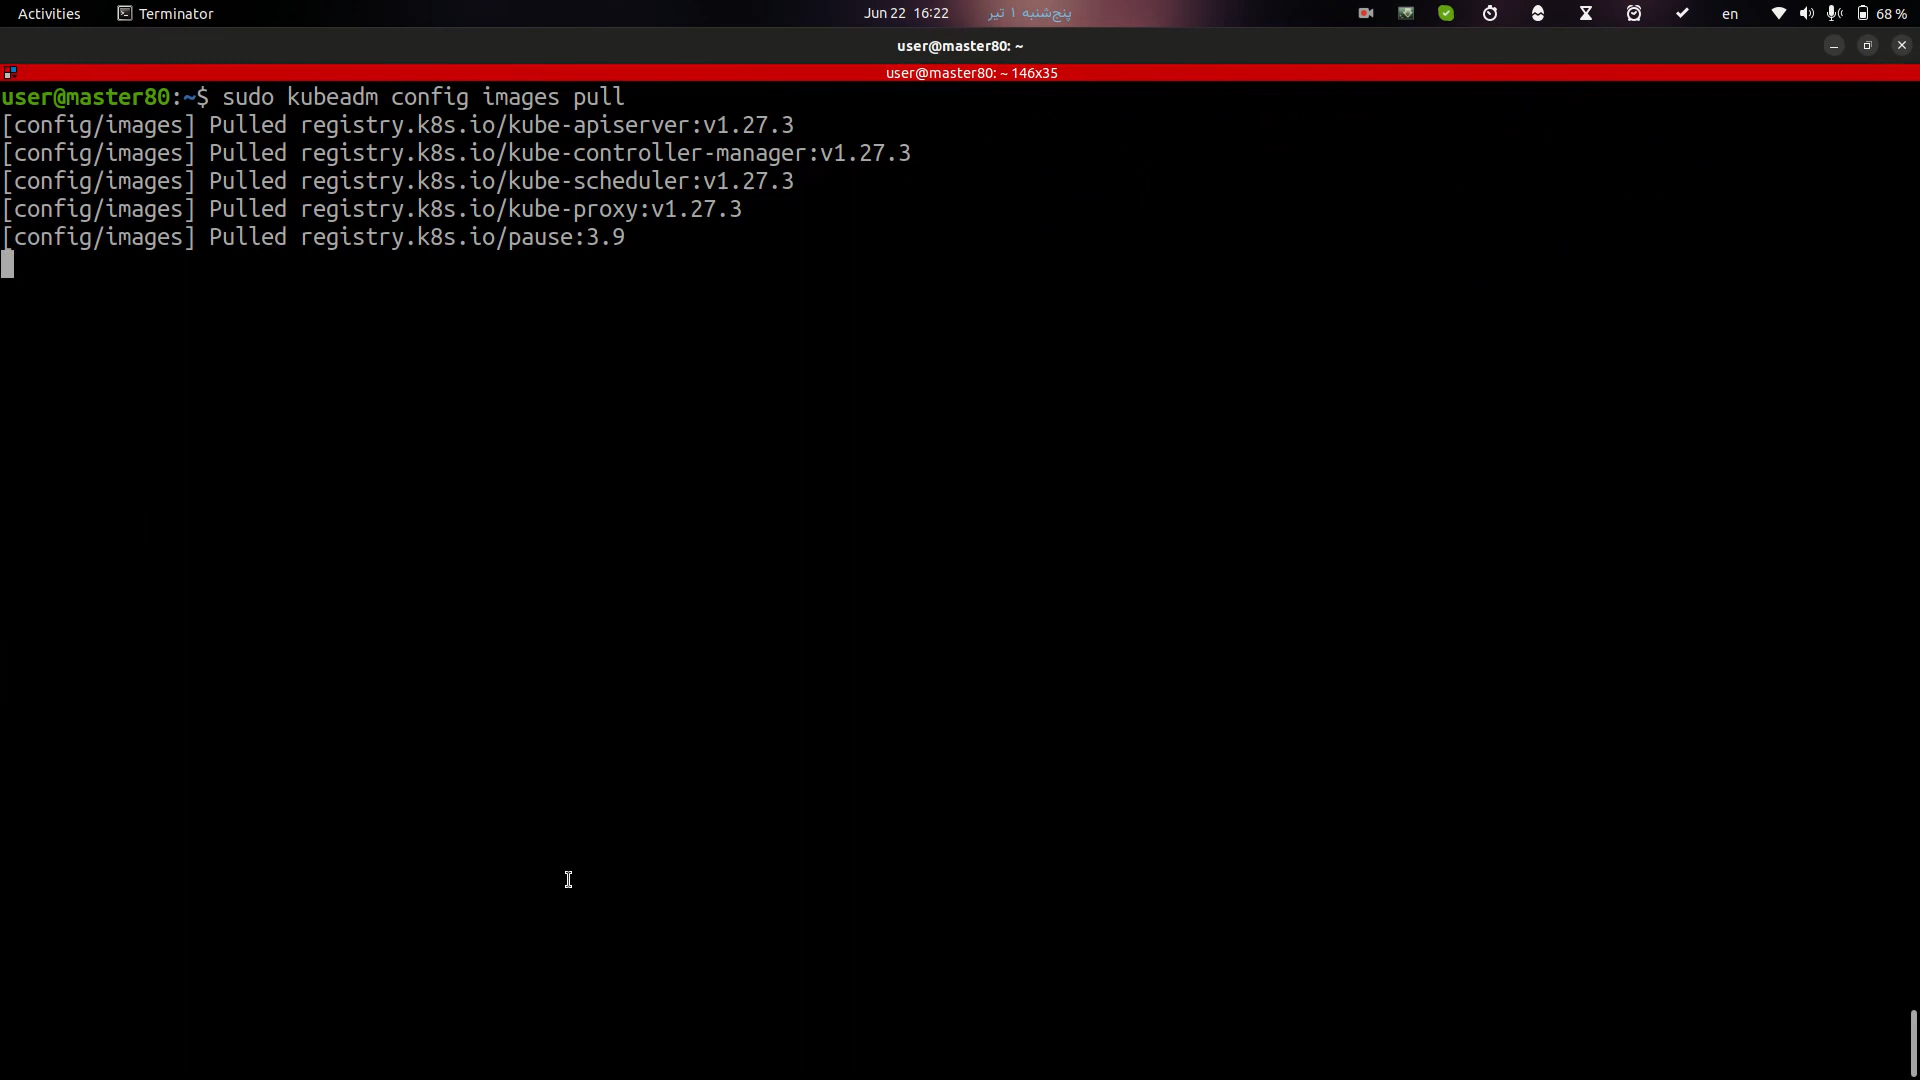 Activities Terminator Jun 22 16:22 پنج‌شنبه ۱ تیر en 68 %
user@master80: ~
user@master80: ~ 146x35
user@master80:~$ sudo kubeadm config images pull
[config/images] Pulled registry.k8s.io/kube-apiserver:v1.27.3
[config/images] Pulled registry.k8s.io/kube-controller-manager:v1.27.3
[config/images] Pulled registry.k8s.io/kube-scheduler:v1.27.3
[config/images] Pulled registry.k8s.io/kube-proxy:v1.27.3
[config/images] Pulled registry.k8s.io/pause:3.9